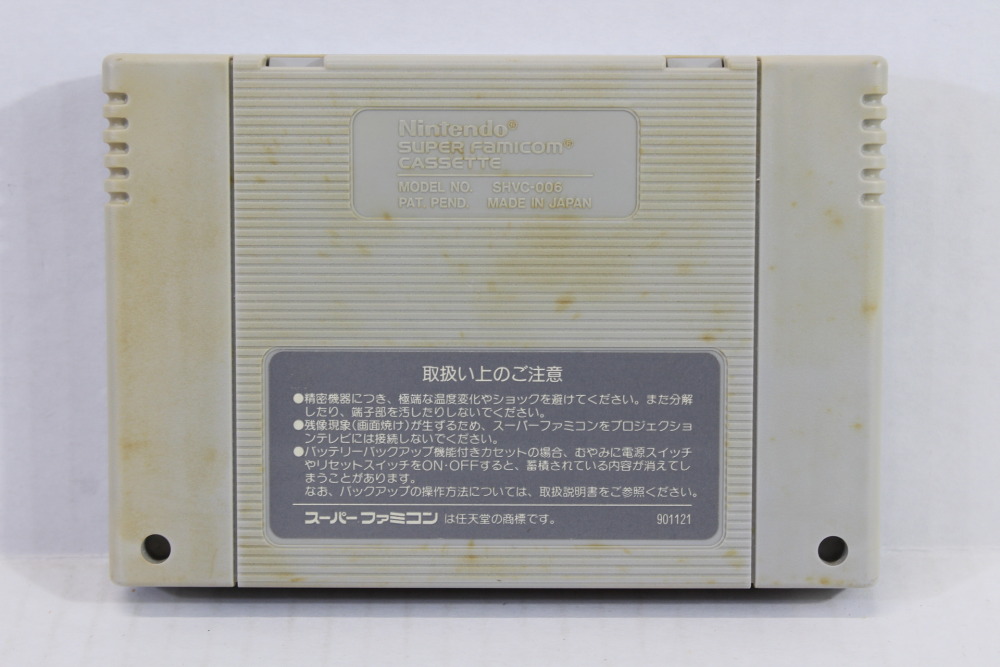 Nintendo®
SUPER FAMICOM®
CASSETTE
MODEL NO. SHVC-006
PAT. PEND. MADE IN JAPAN
取扱い上のご注意
●精密機器につき、極端な温度変化やショックを避けてください。また分解
したり、端子部を汚したりしないでください。
●残像現象(画面焼け)が生ずるため、スーパーファミコンをプロジェクショ
ンテレビには接続しないでください。
●バッテリーバックアップ機能付きカセットの場合、むやみに電源スイッチ
やリセットスイッチをON・OFFすると、蓄積されている内容が消えてし
まうことがあります。
なお、バックアップの操作方法については、取扱説明書をご参照ください。
スーパーファミコン は任天堂の商標です。 901121